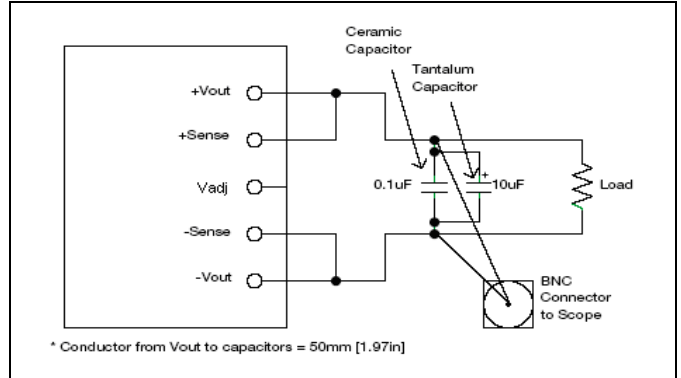 Ceramic
Capacitor
Tantalum
Capacitor
+Vout
+Sense
Vadj
-Sense
-Vout
0.1uF
+
10uF
Load
BNC
Connector
to Scope
* Conductor from Vout to capacitors = 50mm [1.97in]